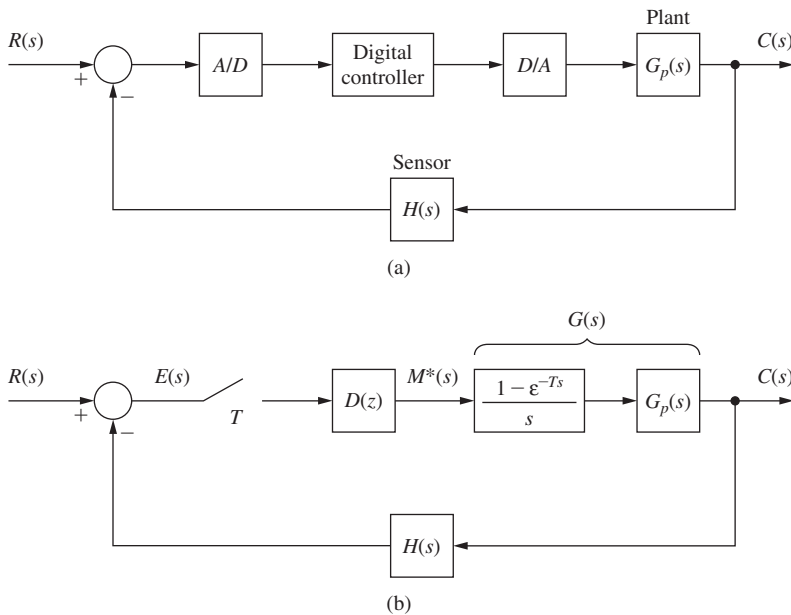 Plant
R(s) C(s)
A/D Digital controller D/A G_p(s)
+
−
Sensor
H(s)
(a)
G(s)
R(s) E(s) M*(s) C(s)
T D(z) 1 − ε^{−Ts} / s G_p(s)
+
−
H(s)
(b)